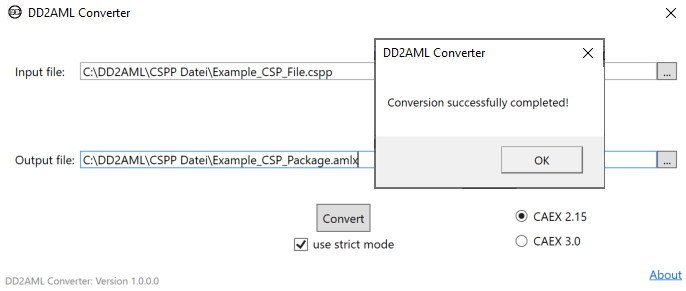 DD2AML Converter
DD2AML Converter
Input file: C:\DD2AML\CSPP Datei\Example_CSP_File.cspp ...
Conversion successfully completed!
OK
Output file: C:\DD2AML\CSPP Datei\Example_CSP_Package.amlx ...
Convert
CAEX 2.15
use strict mode
CAEX 3.0
DD2AML Converter: Version 1.0.0.0
About